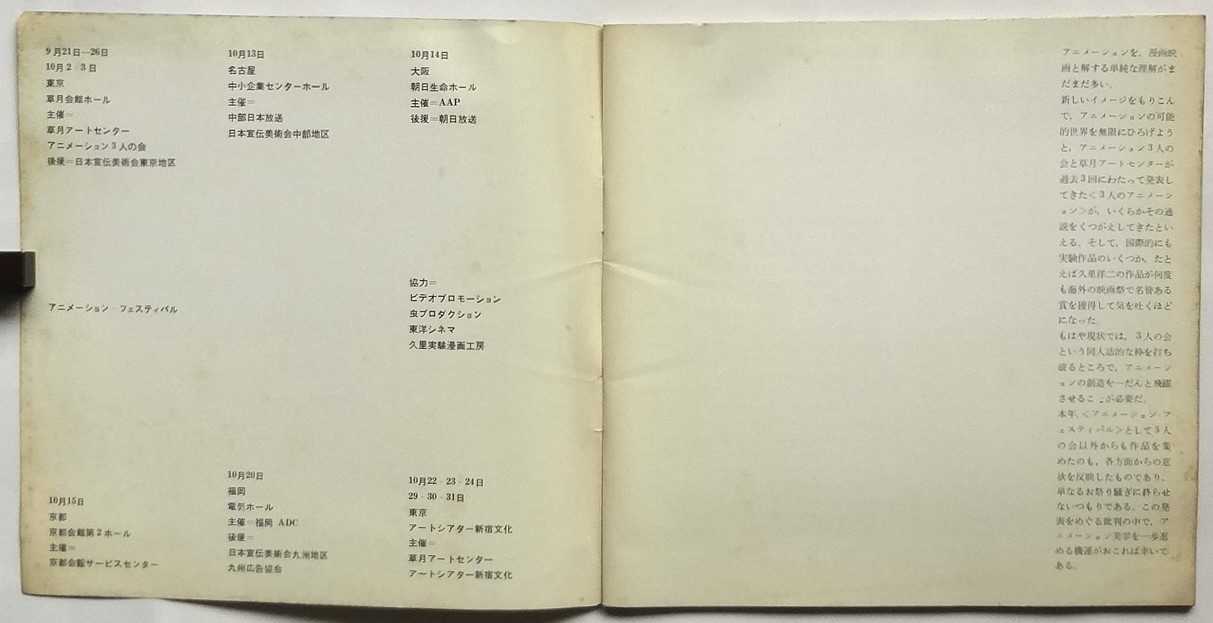 9月21日—26日
10月2・3日
東京
草月会館ホール
主催=
草月アートセンター
アニメーション3人の会
後援=日本宣伝美術会東京地区
10月13日
名古屋
中小企業センターホール
主催=
中部日本放送
日本宣伝美術会中部地区
10月14日
大阪
朝日生命ホール
主催=AAP
後援=朝日放送
アニメーション・フェスティバル
協力=
ビデオプロモーション
虫プロダクション
東洋シネマ
久里実験漫画工房
10月15日
京都
京都会館第2ホール
主催=
京都会館サービスセンター
10月20日
福岡
電気ホール
主催=福岡 ADC
後援=
日本宣伝美術会九州地区
九州広告協会
10月22・23・24日
29・30・31日
東京
アートシアター新宿文化
主催=
草月アートセンター
アートシアター新宿文化
アニメーションを、漫画映
画と解する単純な理解がま
だまだ多い。
新しいイメージをもりこん
で、アニメーションの可能
的世界を無限にひろげよう
と、アニメーション3人の
会と草月アートセンターが
過去3回にわたって発表し
てきた<3人のアニメーシ
ョン>が、いくらかその通
説をくつがえしてきたとい
える。そして、国際的にも
実験作品のいくつか、たと
えば久里洋二の作品が何度
も海外の映画祭で名誉ある
賞を獲得して気を吐くほど
になった。
もはや現状では、3人の会
という同人誌的な枠を打ち
破るところで、アニメーシ
ョンの創造を一だんと飛躍
させるこ が必要だ。
本年、<アニメーション・フ
ェスティバル>として3人
の会以外からも作品を集
めたのも、各方面からの意
欲を反映したものであり、
単なるお祭り騒ぎに終らせ
ないつもりである。この発
表をめぐる批判の中で、ア
ニメーション美学を一歩進
める機運がおこれば幸いで
ある。